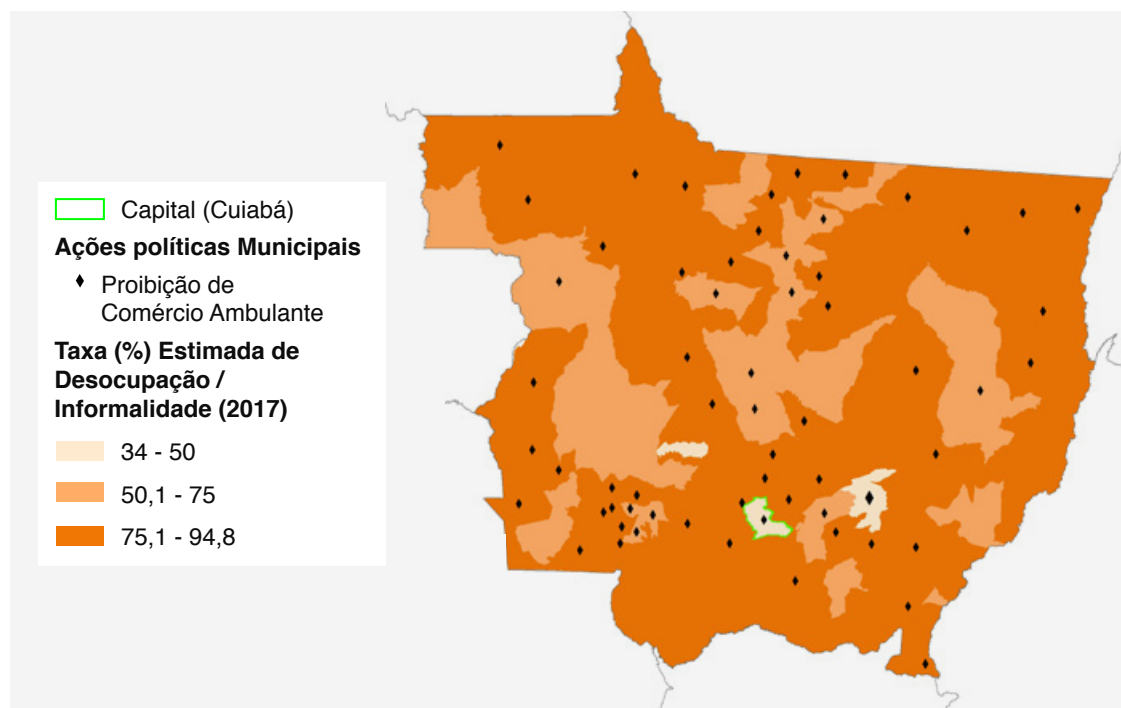 Capital (Cuiabá)
Ações políticas Municipais
Proibição de
Comércio Ambulante
Taxa (%) Estimada de
Desocupação /
Informalidade (2017)
34 - 50
50,1 - 75
75,1 - 94,8